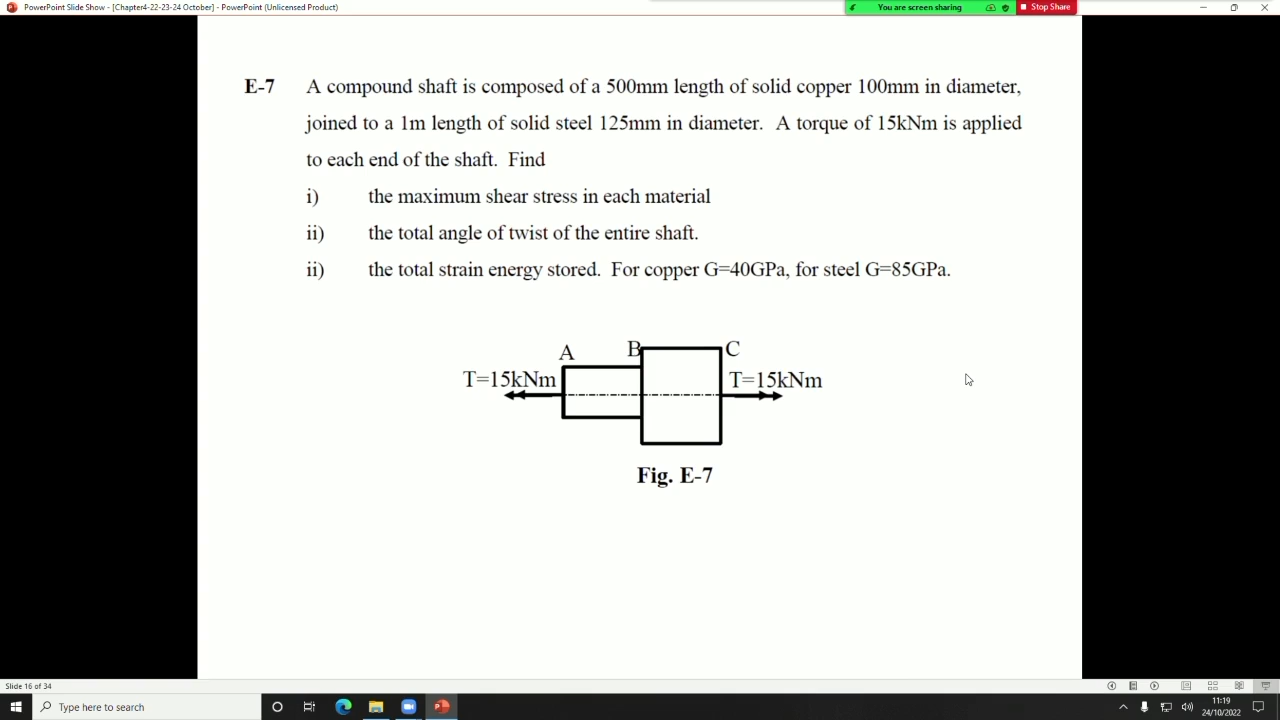 PowerPoint Slide Show - [Chapter4-22-23-24 October] - PowerPoint (Unlicensed Product)
You are screen sharing
Stop Share
E-7 A compound shaft is composed of a 500mm length of solid copper 100mm in diameter,
joined to a 1m length of solid steel 125mm in diameter. A torque of 15kNm is applied
to each end of the shaft. Find
i) the maximum shear stress in each material
ii) the total angle of twist of the entire shaft.
ii) the total strain energy stored. For copper G=40GPa, for steel G=85GPa.
A B C
T=15kNm T=15kNm
Fig. E-7
Slide 16 of 34
Type here to search
11:19
24/10/2022